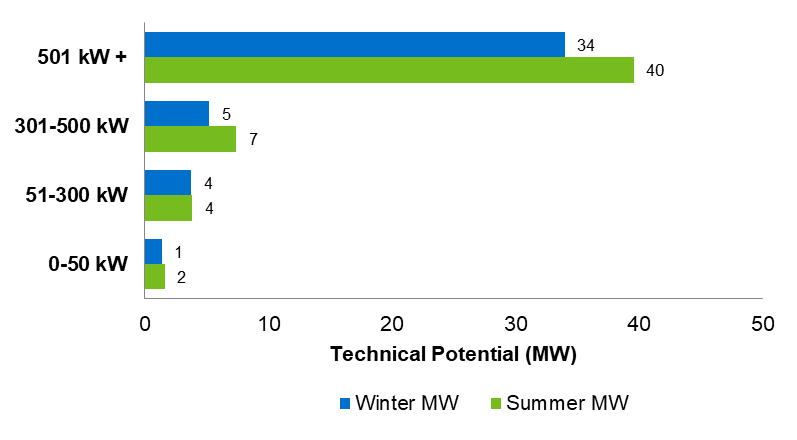 501 kW +
34
40
301-500 kW
5
7
51-300 kW
4
4
0-50 kW
1
2
0 10 20 30 40 50
Technical Potential (MW)
Winter MW Summer MW